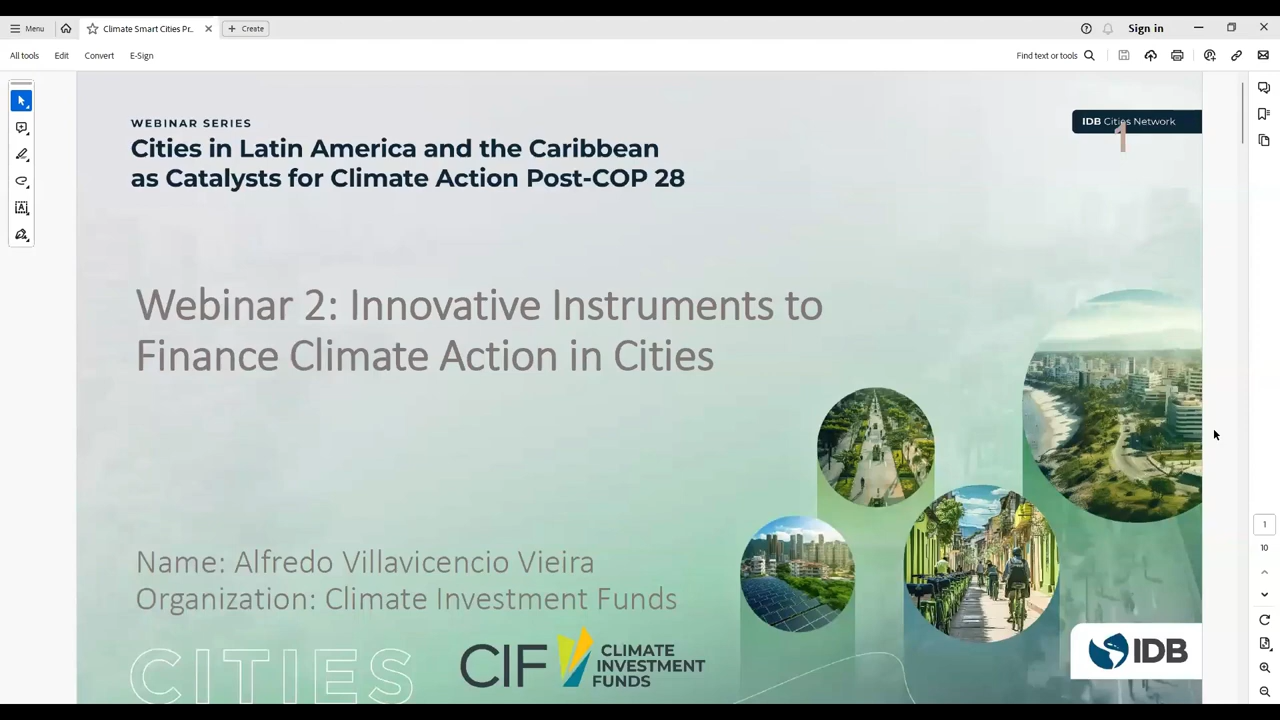 Menu
Climate Smart Cities Pr...
Create
Sign in
All tools
Edit
Convert
E-Sign
Find text or tools
WEBINAR SERIES
Cities in Latin America and the Caribbean
as Catalysts for Climate Action Post-COP 28
IDB Cities Network
1
Webinar 2: Innovative Instruments to
Finance Climate Action in Cities
Name: Alfredo Villavicencio Vieira
Organization: Climate Investment Funds
CITIES
CIF
CLIMATE
INVESTMENT
FUNDS
IDB
1
10